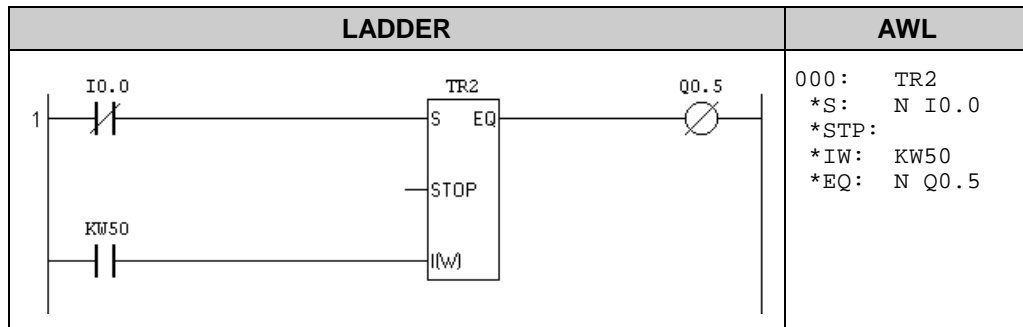 LADDER AWL
I0.0 TR2 Q0.5
1 S EQ
STOP
KW50
I(W)
000: TR2
*S: N I0.0
*STP:
*IW: KW50
*EQ: N Q0.5